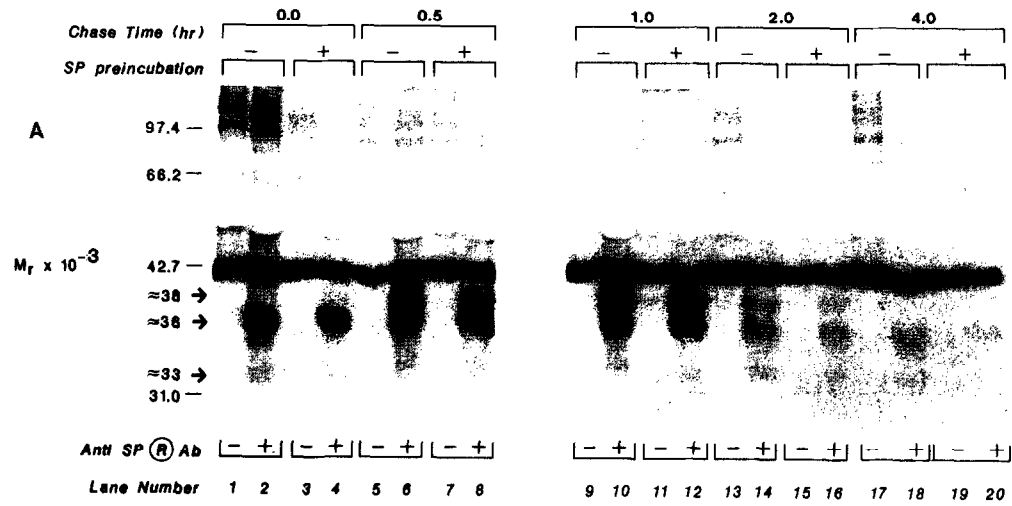 Chase Time (hr) 0.0 0.5 1.0 2.0 4.0
SP preincubation − + − + − + − + − +
A
97.4
66.2
Mr x 10-3
42.7
≈38 →
≈36 →
≈33 →
31.0
Anti SP Ⓡ Ab − + − + − + − + − + − + − + − + − + − +
Lane Number 1 2 3 4 5 6 7 8 9 10 11 12 13 14 15 16 17 18 19 20